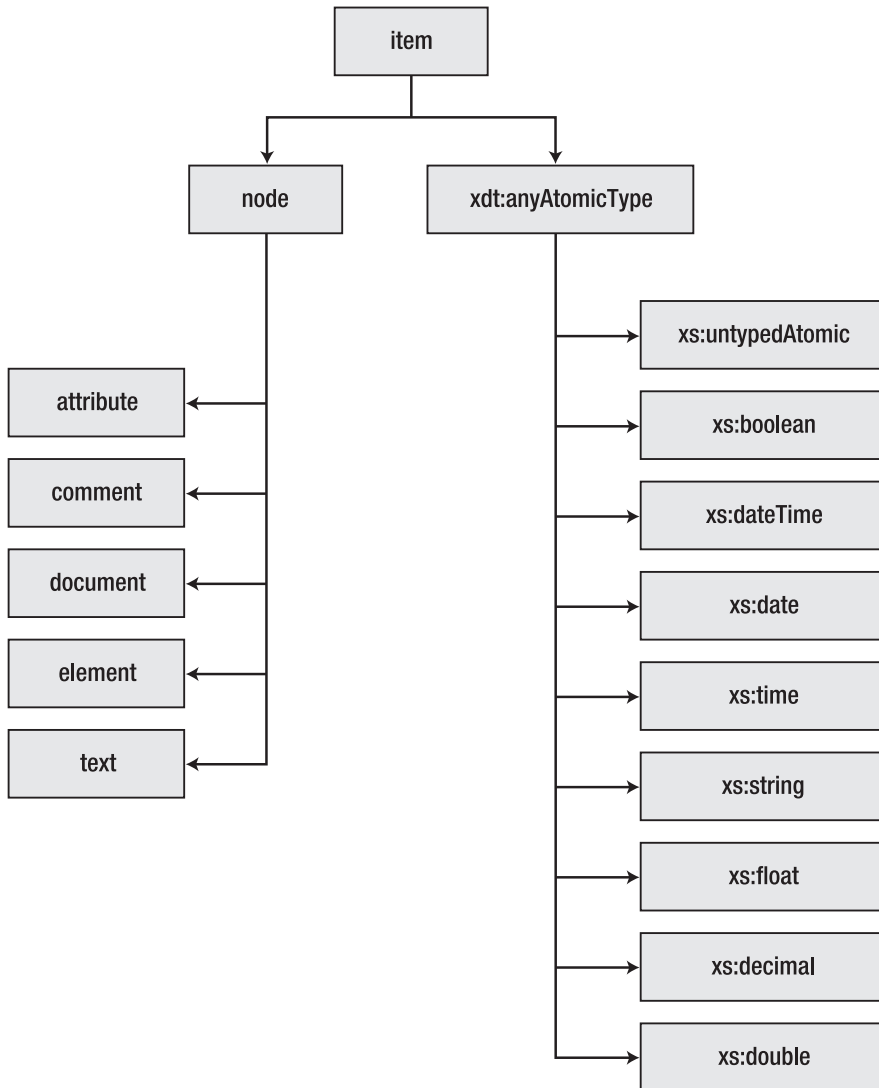 item
node
xdt:anyAtomicType
xs:untypedAtomic
attribute
xs:boolean
comment
xs:dateTime
document
xs:date
element
xs:time
text
xs:string
xs:float
xs:decimal
xs:double